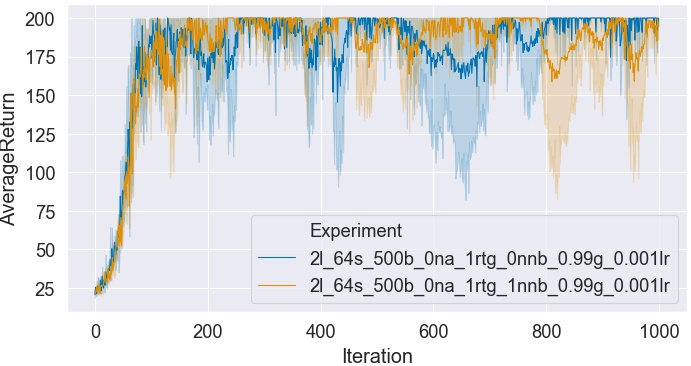 200
175
150
125
100
75
50
25
AverageReturn
Experiment
2l_64s_500b_0na_1rtg_0nnb_0.99g_0.001lr
2l_64s_500b_0na_1rtg_1nnb_0.99g_0.001lr
0 200 400 600 800 1000
Iteration